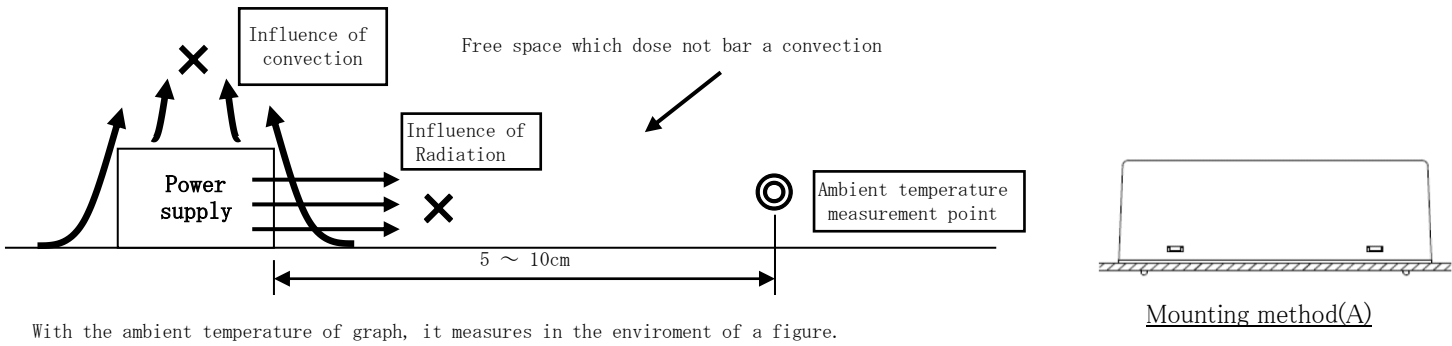 Influence of
convection
Free space which dose not bar a convection
Influence of
Radiation
Power
supply
Ambient temperature
measurement point
5 ～ 10cm
Mounting method(A)
With the ambient temperature of graph, it measures in the enviroment of a figure.